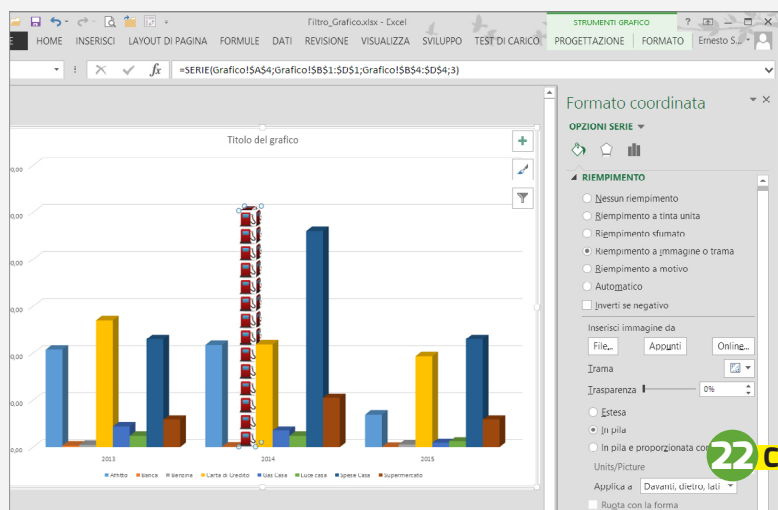 Filtro_Grafico.xlsx - Excel
STRUMENTI GRAFICO
HOME INSERISCI LAYOUT DI PAGINA FORMULE DATI REVISIONE VISUALIZZA SVILUPPO TEST DI CARICO PROGETTAZIONE FORMATO Ernesto S...
fx =SERIE(Grafico!$A$4;Grafico!$B$1:$D$1;Grafico!$B$4:$D$4;3)
Titolo del grafico
2013 2014 2015
Affitto Banca Benzina Carta di Credito Gas Casa Luce casa Spese Casa Supermercato
Formato coordinata
OPZIONI SERIE
RIEMPIMENTO
Nessun riempimento
Riempimento a tinta unita
Riempimento sfumato
Riempimento a immagine o trama
Riempimento a motivo
Automatico
Inverti se negativo
Inserisci immagine da
File... Appunti Online...
Trama
Trasparenza 0%
Estesa
In pila
In pila e proporzionata
Units/Picture
Applica a Davanti, dietro, lati
Ruota con la forma
22 C